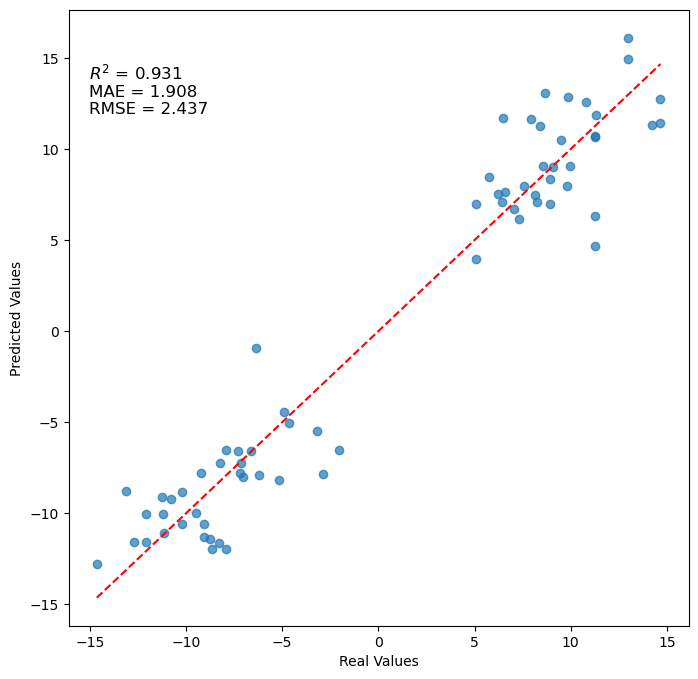 R² = 0.931
MAE = 1.908
RMSE = 2.437
15
10
5
0
−5
−10
−15
Predicted Values
−15 −10 −5 0 5 10 15
Real Values